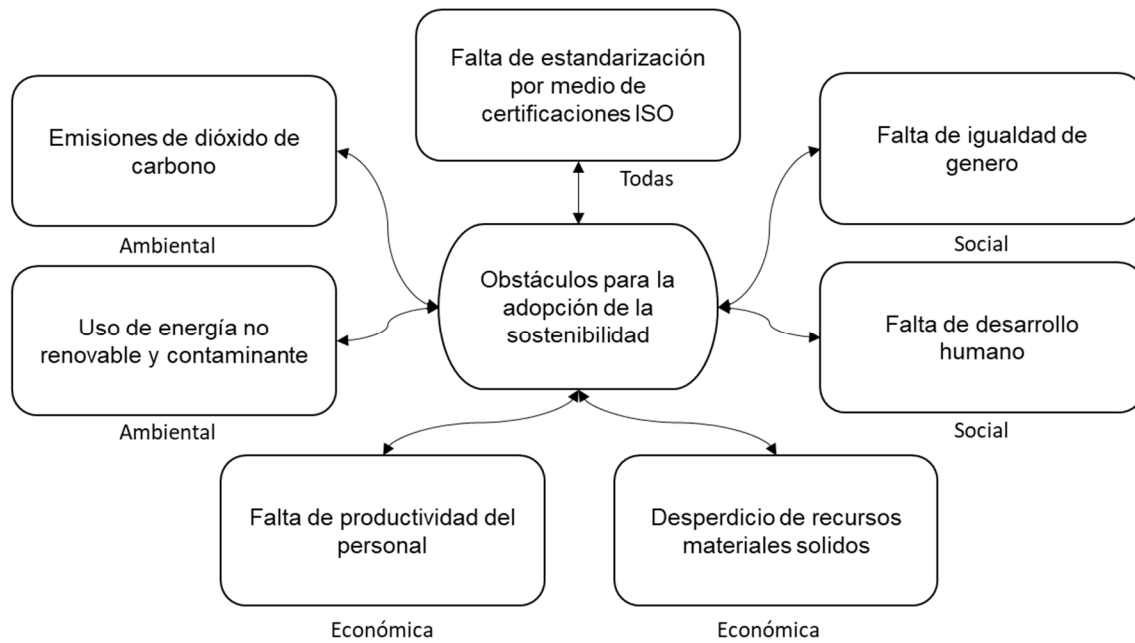 Falta de estandarización
por medio de
certificaciones ISO
Todas
Emisiones de dióxido de
carbono
Ambiental
Falta de igualdad de
genero
Social
Obstáculos para la
adopción de la
sostenibilidad
Uso de energía no
renovable y contaminante
Ambiental
Falta de desarrollo
humano
Social
Falta de productividad del
personal
Económica
Desperdicio de recursos
materiales solidos
Económica